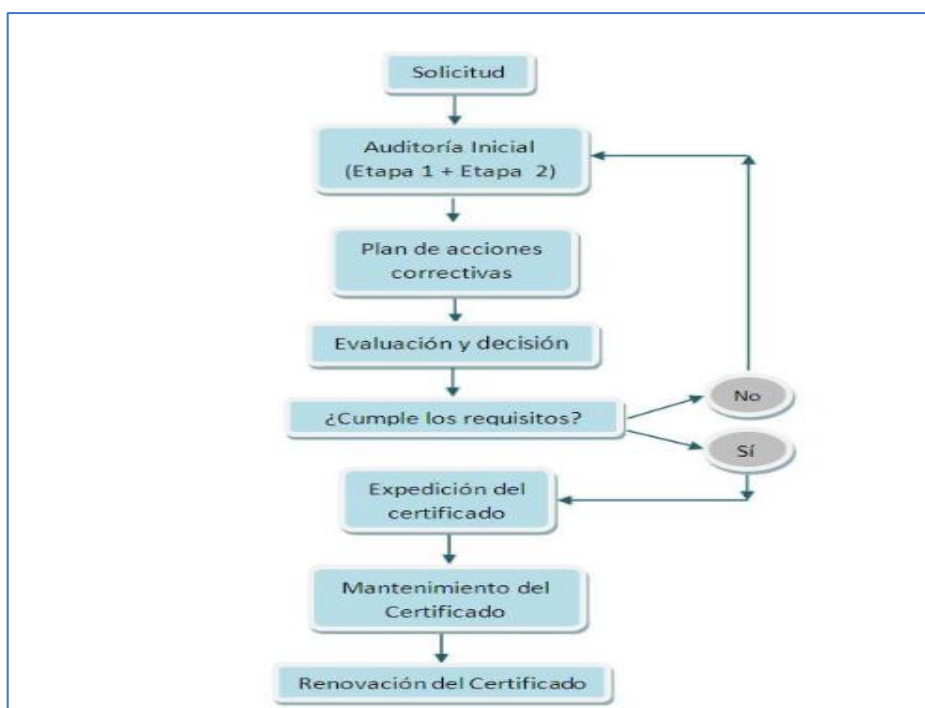 Solicitud
Auditoría Inicial
(Etapa 1 + Etapa 2)
Plan de acciones
correctivas
Evaluación y decisión
¿Cumple los requisitos?
No
Sí
Expedición del
certificado
Mantenimiento del
Certificado
Renovación del Certificado